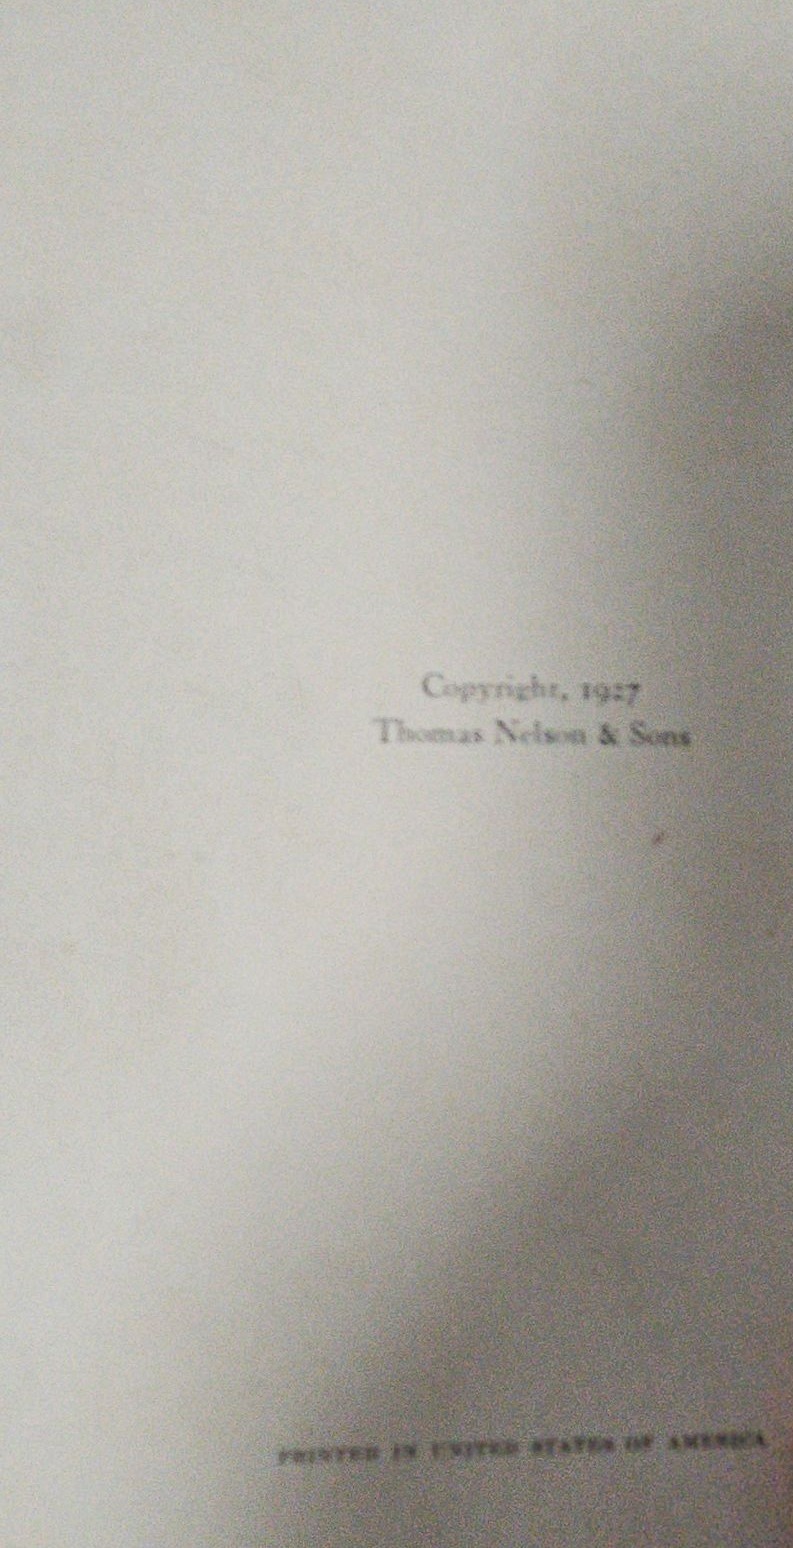 Copyright, 1927
Thomas Nelson & Sons
PRINTED IN UNITED STATES OF AMERICA